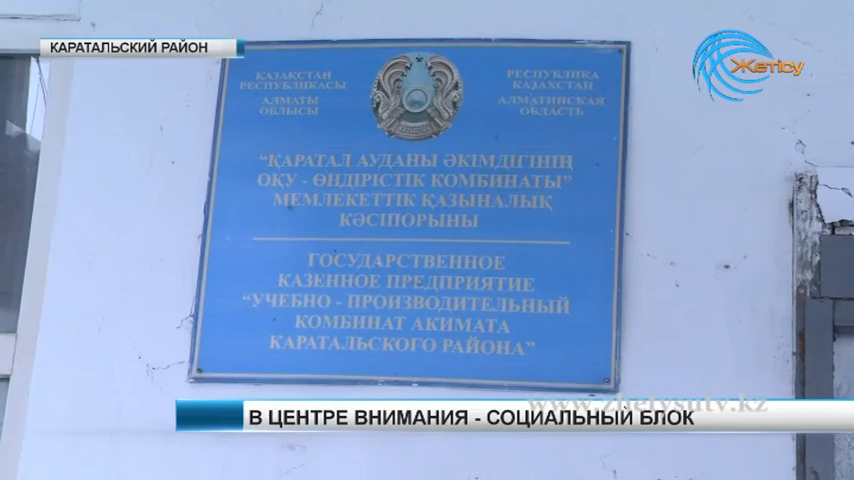 КАРАТАЛЬСКИЙ РАЙОН
Жетісу
ҚАЗАҚСТАН
РЕСПУБЛИКАСЫ
АЛМАТЫ
ОБЛЫСЫ
РЕСПУБЛИКА
КАЗАХСТАН
АЛМАТИНСКАЯ
ОБЛАСТЬ
"ҚАРАТАЛ АУДАНЫ ӘКІМДІГІНІҢ
ОҚУ - ӨНДІРІСТІК КОМБИНАТЫ"
МЕМЛЕКЕТТІК ҚАЗЫНАЛЫҚ
КӘСІПОРЫНЫ
ГОСУДАРСТВЕННОЕ
КАЗЕННОЕ ПРЕДПРИЯТИЕ
"УЧЕБНО - ПРОИЗВОДИТЕЛЬНЫЙ
КОМБИНАТ АКИМАТА
КАРАТАЛЬСКОГО РАЙОНА"
www.zhetysutv.kz
В ЦЕНТРЕ ВНИМАНИЯ - СОЦИАЛЬНЫЙ БЛОК